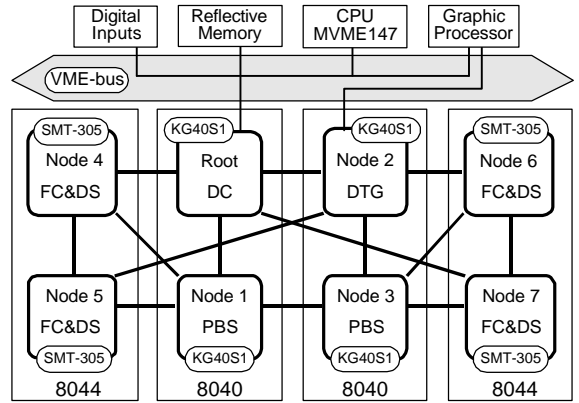 Digital
Inputs
Reflective
Memory
CPU
MVME147
Graphic
Processor
VME-bus
SMT-305
Node 4
FC&DS
KG40S1
Root
DC
KG40S1
Node 2
DTG
SMT-305
Node 6
FC&DS
Node 5
FC&DS
SMT-305
Node 1
PBS
KG40S1
Node 3
PBS
KG40S1
Node 7
FC&DS
SMT-305
8044
8040
8040
8044